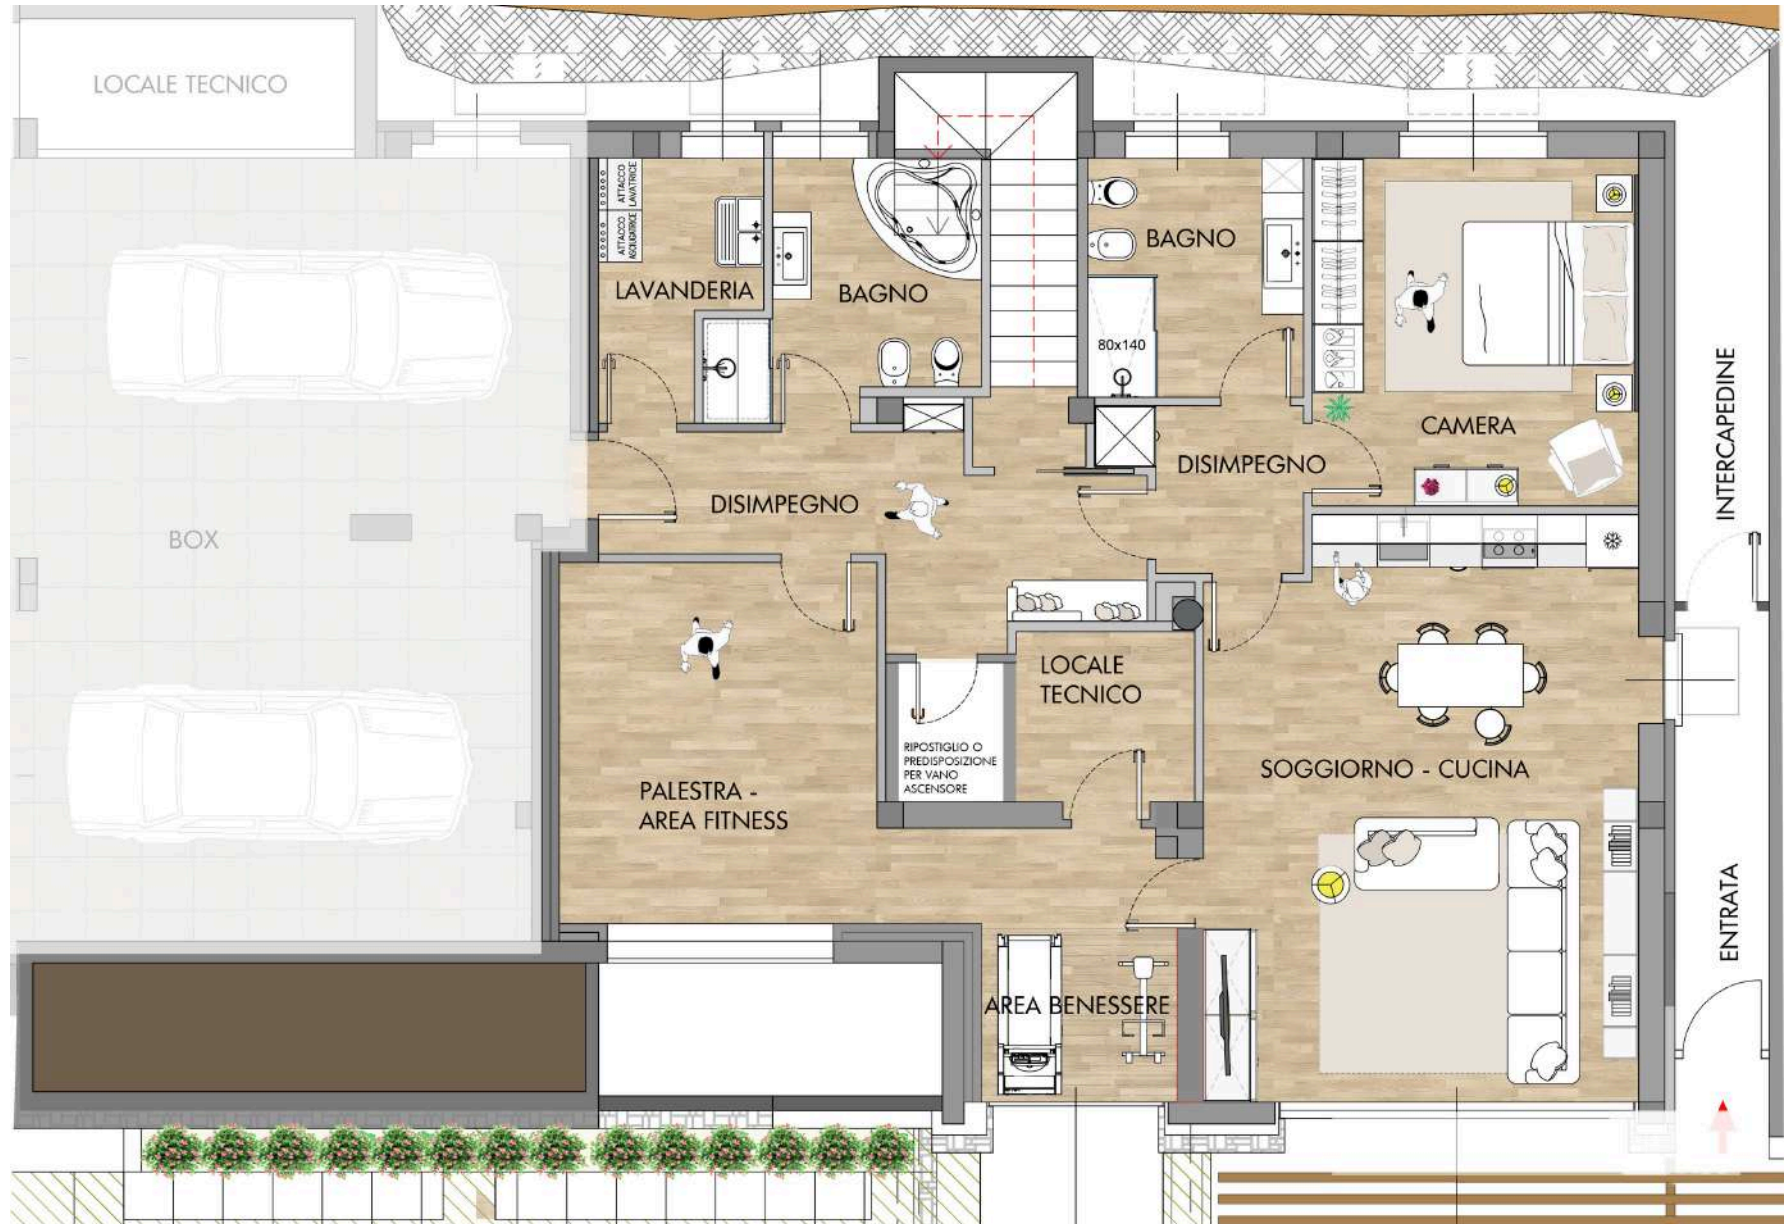 LOCALE TECNICO
ATTACCO
LAVATRICE
ATTACCO
ASCIUGATRICE
LAVANDERIA
BAGNO
BAGNO
80x140
CAMERA
INTERCAPEDINE
DISIMPEGNO
DISIMPEGNO
BOX
LOCALE
TECNICO
RIPOSTIGLIO O
PREDISPOSIZIONE
PER VANO
ASCENSORE
SOGGIORNO - CUCINA
PALESTRA -
AREA FITNESS
ENTRATA
AREA BENESSERE